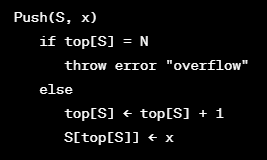 Push(S, x)
if top[S] = N
throw error "overflow"
else
top[S] ← top[S] + 1
S[top[S]] ← x